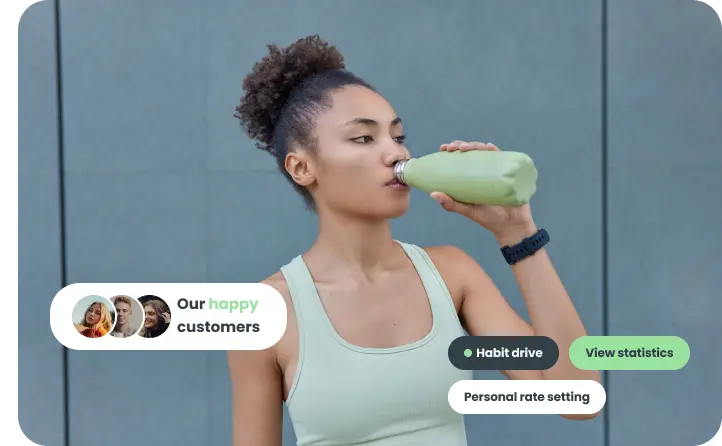 Our happy
customers
Habit drive
View statistics
Personal rate setting